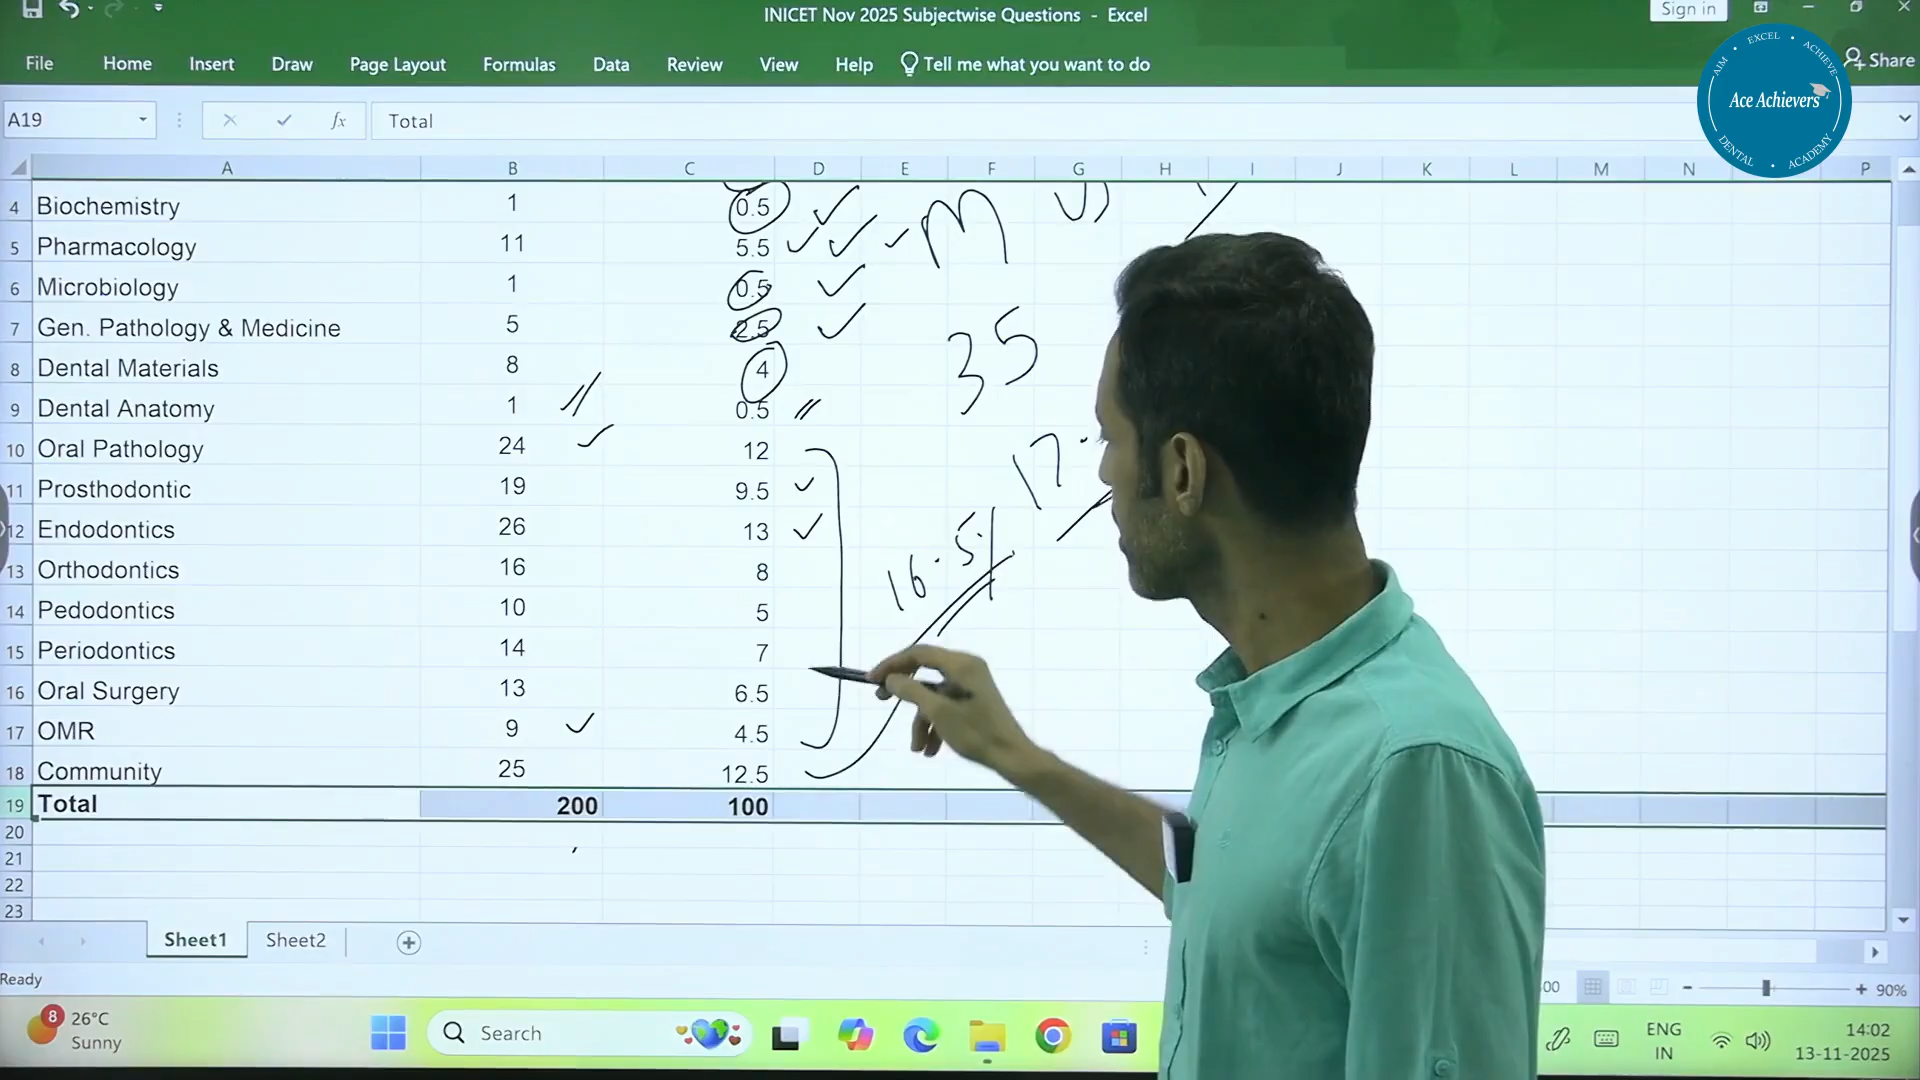 INICET Nov 2025 Subjectwise Questions - Excel
Sign in
File Home Insert Draw Page Layout Formulas Data Review View Help Tell me what you want to do
Share
AIM • EXCEL • ACHIEVE
Ace Achievers
DENTAL • ACADEMY
A19 fx Total
A B C D E F G H I J K L M N P
4 Biochemistry 1 0.5
5 Pharmacology 11 5.5
6 Microbiology 1 0.5
7 Gen. Pathology & Medicine 5 2.5
8 Dental Materials 8 4
9 Dental Anatomy 1 0.5
10 Oral Pathology 24 12
11 Prosthodontic 19 9.5
12 Endodontics 26 13
13 Orthodontics 16 8
14 Pedodontics 10 5
15 Periodontics 14 7
16 Oral Surgery 13 6.5
17 OMR 9 4.5
18 Community 25 12.5
19 Total 200 100
20
21
22
23
M
35
17.
16.5%
Sheet1 Sheet2
Ready
90%
8
26°C
Sunny
Search
ENG
IN
14:02
13-11-2025